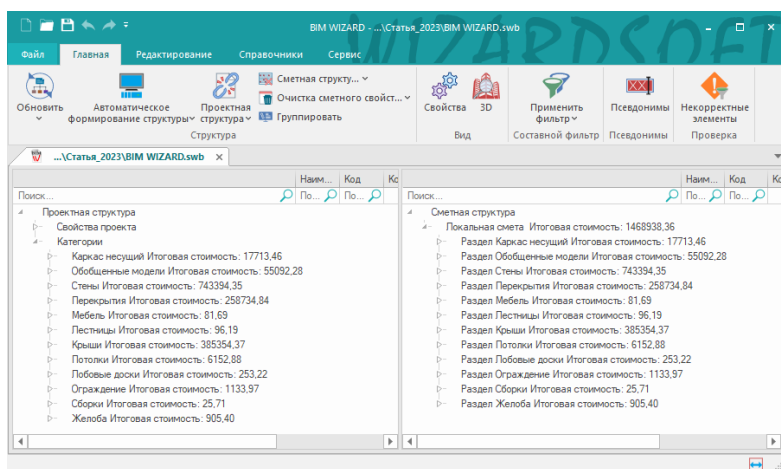 BIM WIZARD - ...\Статья_2023\BIM WIZARD.swb
WIZARDSOFT
Файл Главная Редактирование Справочники Сервис
Обновить
Автоматическое формирование структуры
Проектная структура
Сметная структу...
Очистка сметного свойст...
Группировать
Структура
Свойства
3D
Вид
Применить фильтр
Составной фильтр
Псевдонимы
Псевдонимы
Некорректные элементы
Проверка
...\Статья_2023\BIM WIZARD.swb
Наим... Код Кс
Поиск... По... По...
Проектная структура
Свойства проекта
Категории
Каркас несущий Итоговая стоимость: 17713,46
Обобщенные модели Итоговая стоимость: 55092,28
Стены Итоговая стоимость: 743394,35
Перекрытия Итоговая стоимость: 258734,84
Мебель Итоговая стоимость: 81,69
Лестницы Итоговая стоимость: 96,19
Крыши Итоговая стоимость: 385354,37
Потолки Итоговая стоимость: 6152,88
Лобовые доски Итоговая стоимость: 253,22
Ограждение Итоговая стоимость: 1133,97
Сборки Итоговая стоимость: 25,71
Желоба Итоговая стоимость: 905,40
Наим... Код Кс
Поиск... По... По...
Сметная структура
Локальная смета Итоговая стоимость: 1468938,36
Раздел Каркас несущий Итоговая стоимость: 17713,46
Раздел Обобщенные модели Итоговая стоимость: 55092,28
Раздел Стены Итоговая стоимость: 743394,35
Раздел Перекрытия Итоговая стоимость: 258734,84
Раздел Мебель Итоговая стоимость: 81,69
Раздел Лестницы Итоговая стоимость: 96,19
Раздел Крыши Итоговая стоимость: 385354,37
Раздел Потолки Итоговая стоимость: 6152,88
Раздел Лобовые доски Итоговая стоимость: 253,22
Раздел Ограждение Итоговая стоимость: 1133,97
Раздел Сборки Итоговая стоимость: 25,71
Раздел Желоба Итоговая стоимость: 905,40